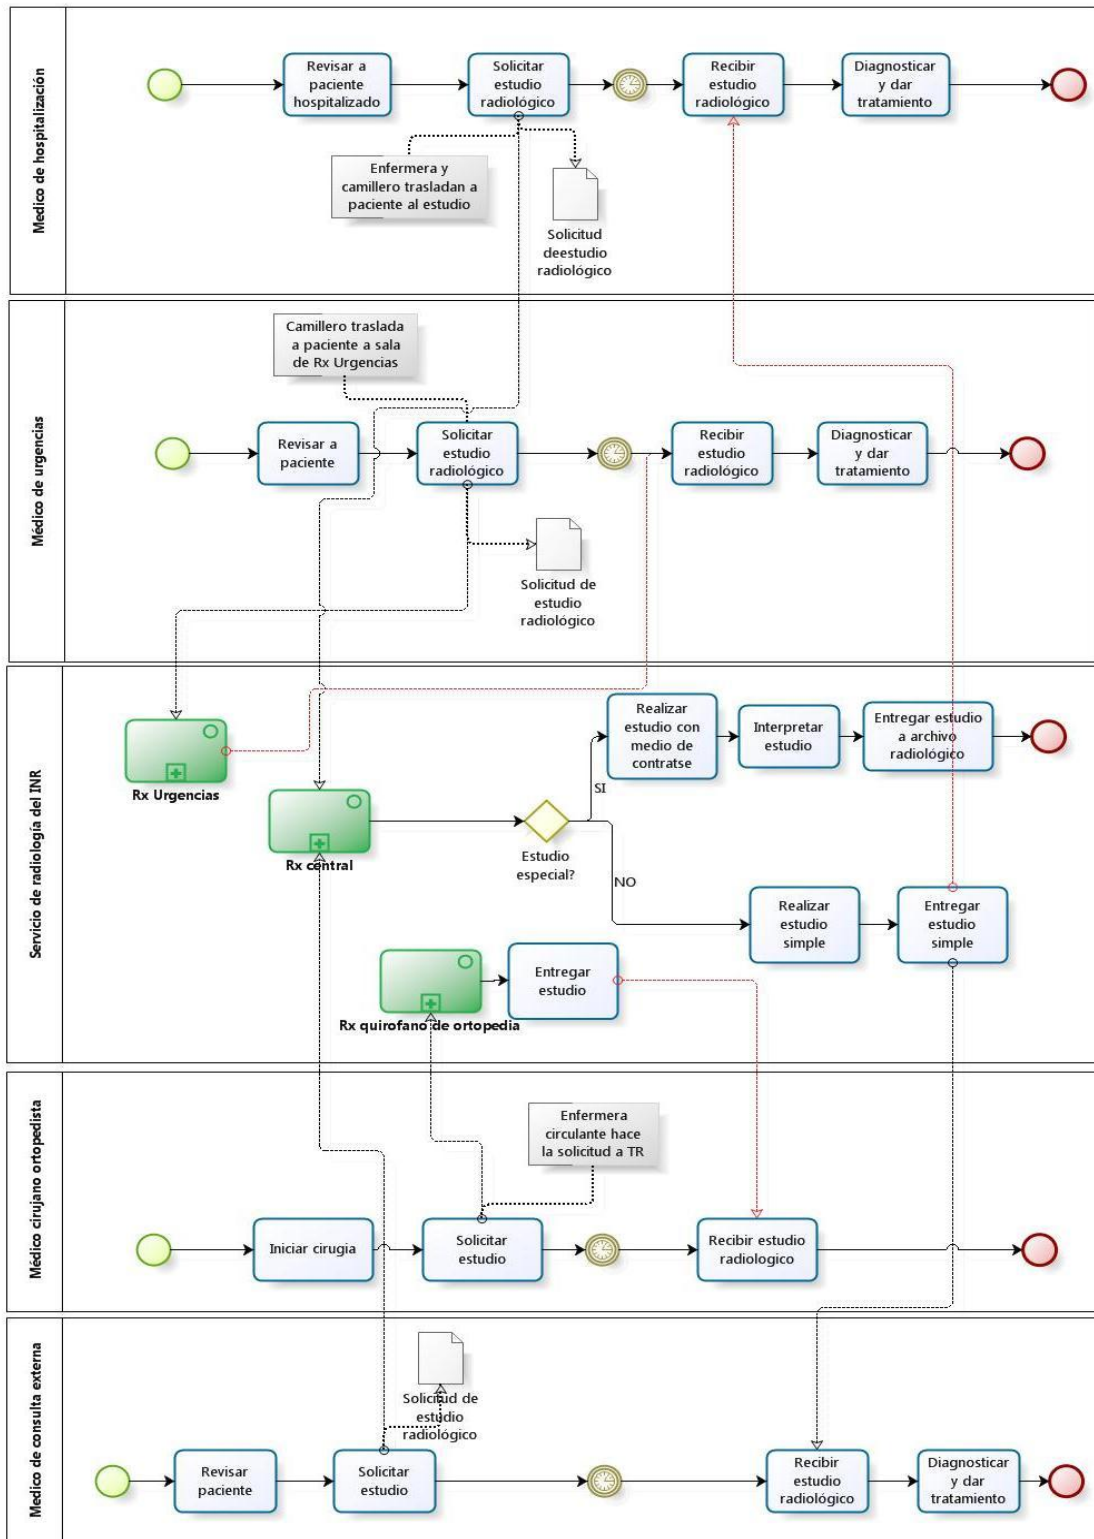 Medico de hospitalización
Revisar a
paciente
hospitalizado
Solicitar
estudio
radiológico
Recibir
estudio
radiológico
Diagnosticar
y dar
tratamiento
Enfermera y
camillero trasladan a
paciente al estudio
Solicitud
deestudio
radiológico
Médico de urgencias
Camillero traslada
a paciente a sala
de Rx Urgencias
Revisar a
paciente
Solicitar
estudio
radiológico
Recibir
estudio
radiológico
Diagnosticar
y dar
tratamiento
Solicitud de
estudio
radiológico
Servicio de radiología del INR
Rx Urgencias
Rx central
Estudio
especial?
SI
Realizar
estudio con
medio de
contratse
Interpretar
estudio
Entregar estudio
a archivo
radiológico
NO
Realizar
estudio
simple
Entregar
estudio
simple
Rx quirofano de ortopedia
Entregar
estudio
Médico cirujano ortopedista
Enfermera
circulante hace
la solicitud a TR
Iniciar cirugia
Solicitar
estudio
Recibir estudio
radiologico
Medico de consulta externa
Solicitud de
estudio
radiológico
Revisar
paciente
Solicitar
estudio
Recibir
estudio
radiológico
Diagnosticar
y dar
tratamiento